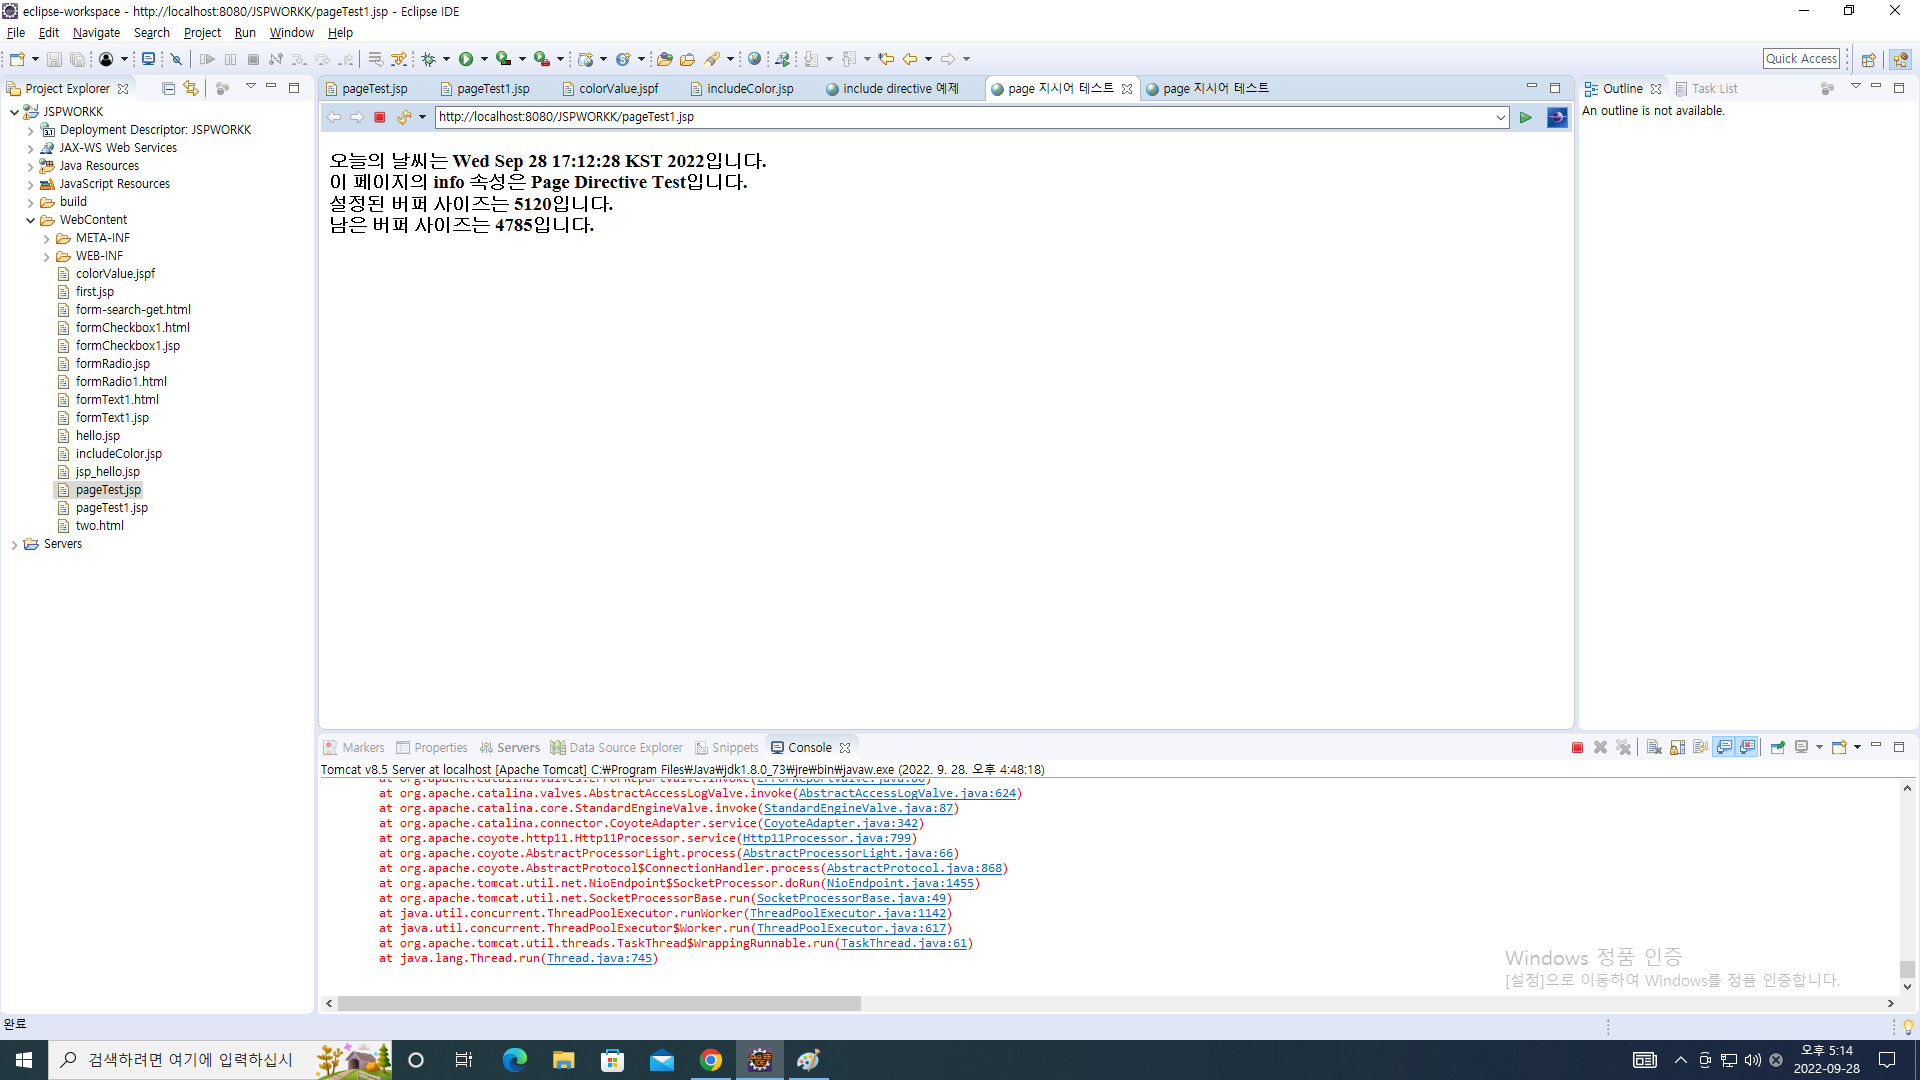 eclipse-workspace - http://localhost:8080/JSPWORKK/pageTest1.jsp - Eclipse IDE
File Edit Navigate Search Project Run Window Help
Quick Access
Project Explorer
pageTest.jsp pageTest1.jsp colorValue.jspf includeColor.jsp include directive 예제 page 지시어 테스트 page 지시어 테스트
Outline Task List
http://localhost:8080/JSPWORKK/pageTest1.jsp
An outline is not available.
JSPWORKK
Deployment Descriptor: JSPWORKK
JAX-WS Web Services
Java Resources
JavaScript Resources
build
WebContent
META-INF
WEB-INF
colorValue.jspf
first.jsp
form-search-get.html
formCheckbox1.html
formCheckbox1.jsp
formRadio.jsp
formRadio1.html
formText1.html
formText1.jsp
hello.jsp
includeColor.jsp
jsp_hello.jsp
pageTest.jsp
pageTest1.jsp
two.html
Servers
오늘의 날씨는 Wed Sep 28 17:12:28 KST 2022입니다.
이 페이지의 info 속성은 Page Directive Test입니다.
설정된 버퍼 사이즈는 5120입니다.
남은 버퍼 사이즈는 4785입니다.
Markers Properties Servers Data Source Explorer Snippets Console
Tomcat v8.5 Server at localhost [Apache Tomcat] C:₩Program Files₩Java₩jdk1.8.0_73₩jre₩bin₩javaw.exe (2022. 9. 28. 오후 4:48:18)
at org.apache.catalina.valves.ErrorReportValve.invoke(ErrorReportValve.java:86)
at org.apache.catalina.valves.AbstractAccessLogValve.invoke(AbstractAccessLogValve.java:624)
at org.apache.catalina.core.StandardEngineValve.invoke(StandardEngineValve.java:87)
at org.apache.catalina.connector.CoyoteAdapter.service(CoyoteAdapter.java:342)
at org.apache.coyote.http11.Http11Processor.service(Http11Processor.java:799)
at org.apache.coyote.AbstractProcessorLight.process(AbstractProcessorLight.java:66)
at org.apache.coyote.AbstractProtocol$ConnectionHandler.process(AbstractProtocol.java:868)
at org.apache.tomcat.util.net.NioEndpoint$SocketProcessor.doRun(NioEndpoint.java:1455)
at org.apache.tomcat.util.net.SocketProcessorBase.run(SocketProcessorBase.java:49)
at java.util.concurrent.ThreadPoolExecutor.runWorker(ThreadPoolExecutor.java:1142)
at java.util.concurrent.ThreadPoolExecutor$Worker.run(ThreadPoolExecutor.java:617)
at org.apache.tomcat.util.threads.TaskThread$WrappingRunnable.run(TaskThread.java:61)
at java.lang.Thread.run(Thread.java:745)
Windows 정품 인증
[설정]으로 이동하여 Windows를 정품 인증합니다.
완료
검색하려면 여기에 입력하십시
오후 5:14
2022-09-28